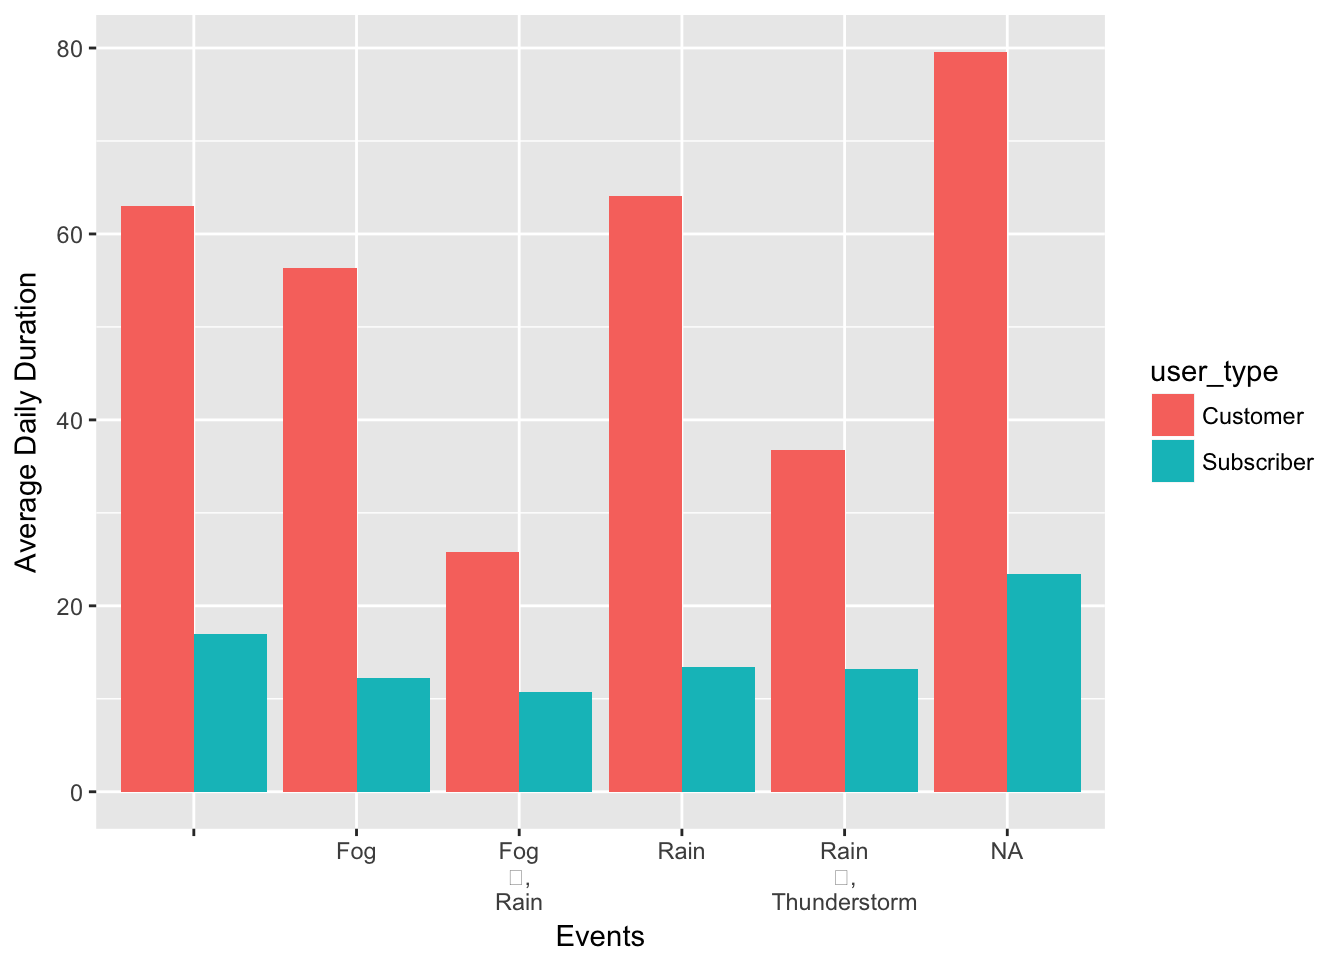 80
60
40
20
0
Average Daily Duration
Fog
Fog
□,
Rain
Rain
Rain
□,
Thunderstorm
NA
Events
user_type
Customer
Subscriber